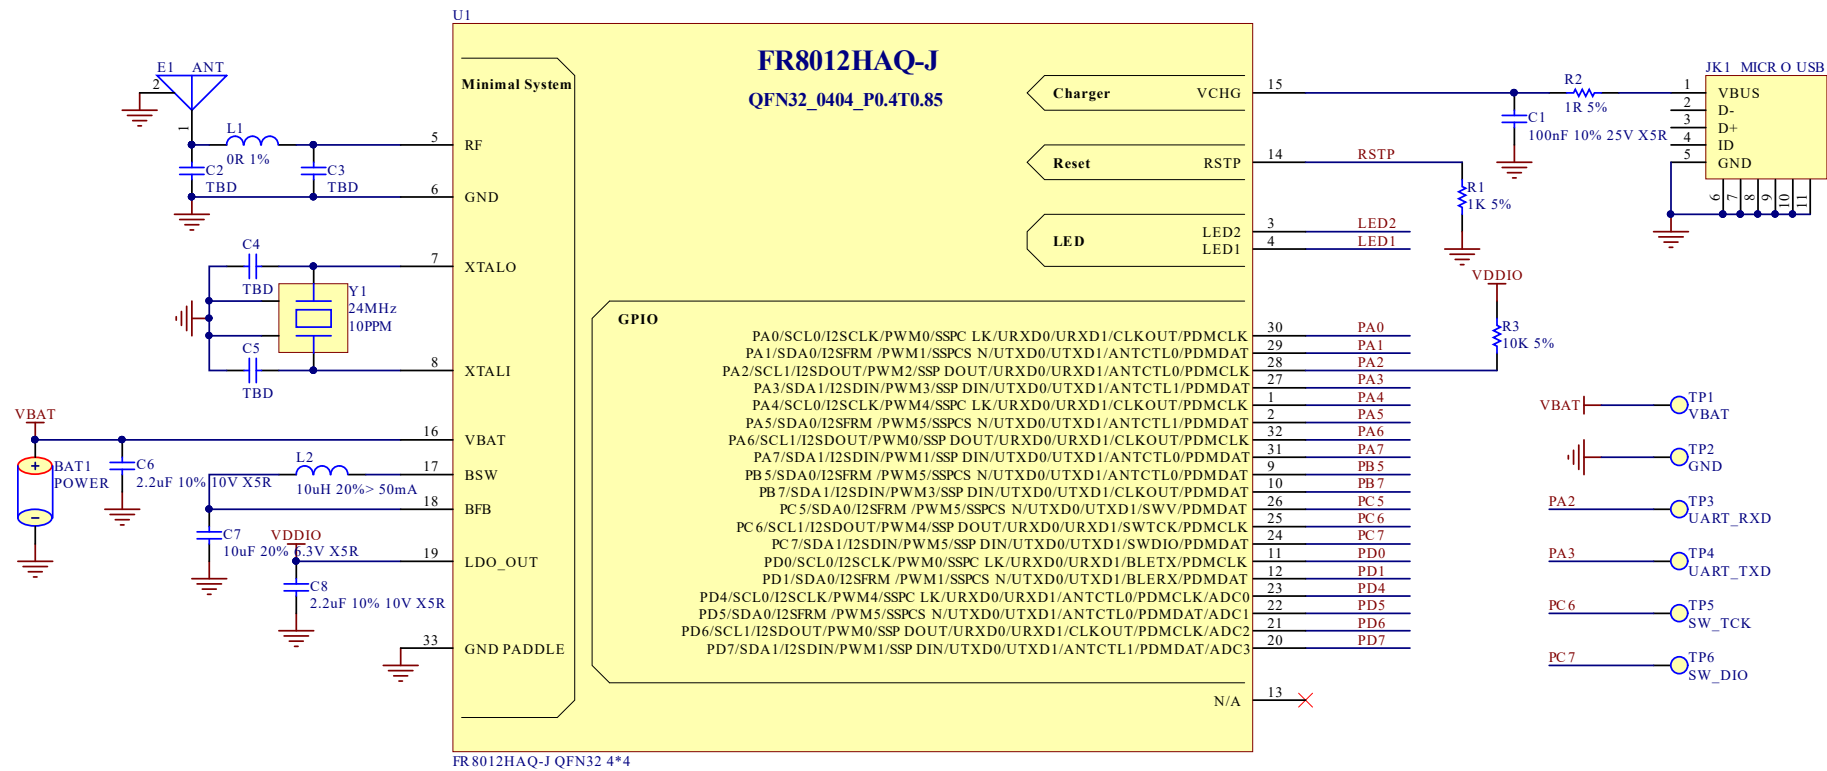 U1
FR8012HAQ-J
QFN32_0404_P0.4T0.85
Minimal System
E1 ANT
2
1
L1
0R 1%
C2
TBD
C3
TBD
5 RF
6 GND
C4
TBD
7 XTALO
Y1
24MHz
10PPM
C5
TBD
8 XTALI
VBAT
16 VBAT
BAT1
POWER
C6
2.2uF 10% 10V X5R
L2
10uH 20%> 50mA
17 BSW
18 BFB
C7
10uF 20% 6.3V X5R
VDDIO
19 LDO_OUT
C8
2.2uF 10% 10V X5R
33 GND PADDLE
Charger VCHG 15
Reset RSTP 14 RSTP
LED
LED2 3 LED2
LED1 4 LED1
GPIO
PA0/SCL0/I2SCLK/PWM0/SSPCLK/URXD0/URXD1/CLKOUT/PDMCLK 30 PA0
PA1/SDA0/I2SFRM/PWM1/SSPCSN/UTXD0/UTXD1/ANTCTL0/PDMDAT 29 PA1
PA2/SCL1/I2SDOUT/PWM2/SSPDOUT/URXD0/URXD1/ANTCTL0/PDMCLK 28 PA2
PA3/SDA1/I2SDIN/PWM3/SSPDIN/UTXD0/UTXD1/ANTCTL1/PDMDAT 27 PA3
PA4/SCL0/I2SCLK/PWM4/SSPCLK/URXD0/URXD1/CLKOUT/PDMCLK 1 PA4
PA5/SDA0/I2SFRM/PWM5/SSPCSN/UTXD0/UTXD1/ANTCTL1/PDMDAT 2 PA5
PA6/SCL1/I2SDOUT/PWM0/SSPDOUT/URXD0/URXD1/CLKOUT/PDMCLK 32 PA6
PA7/SDA1/I2SDIN/PWM1/SSPDIN/UTXD0/UTXD1/ANTCTL0/PDMDAT 31 PA7
PB5/SDA0/I2SFRM/PWM5/SSPCSN/UTXD0/UTXD1/ANTCTL0/PDMDAT 9 PB5
PB7/SDA1/I2SDIN/PWM3/SSPDIN/UTXD0/UTXD1/CLKOUT/PDMDAT 10 PB7
PC5/SDA0/I2SFRM/PWM5/SSPCSN/UTXD0/UTXD1/SWV/PDMDAT 26 PC5
PC6/SCL1/I2SDOUT/PWM4/SSPDOUT/URXD0/URXD1/SWTCK/PDMCLK 25 PC6
PC7/SDA1/I2SDIN/PWM5/SSPDIN/UTXD0/UTXD1/SWDIO/PDMDAT 24 PC7
PD0/SCL0/I2SCLK/PWM0/SSPCLK/URXD0/URXD1/BLETX/PDMCLK 11 PD0
PD1/SDA0/I2SFRM/PWM1/SSPCSN/UTXD0/UTXD1/BLERX/PDMDAT 12 PD1
PD4/SCL0/I2SCLK/PWM4/SSPCLK/URXD0/URXD1/ANTCTL0/PDMCLK/ADC0 23 PD4
PD5/SDA0/I2SFRM/PWM5/SSPCSN/UTXD0/UTXD1/ANTCTL0/PDMDAT/ADC1 22 PD5
PD6/SCL1/I2SDOUT/PWM0/SSPDOUT/URXD0/URXD1/CLKOUT/PDMCLK/ADC2 21 PD6
PD7/SDA1/I2SDIN/PWM1/SSPDIN/UTXD0/UTXD1/ANTCTL1/PDMDAT/ADC3 20 PD7
N/A 13
FR8012HAQ-J QFN32 4*4
C1
100nF 10% 25V X5R
R2
1R 5%
JK1 MICRO USB
1 VBUS
2 D-
3 D+
4 ID
5 GND
6 7 8 9 10 11
R1
1K 5%
VDDIO
R3
10K 5%
VBAT TP1
VBAT
TP2
GND
PA2 TP3
UART_RXD
PA3 TP4
UART_TXD
PC6 TP5
SW_TCK
PC7 TP6
SW_DIO